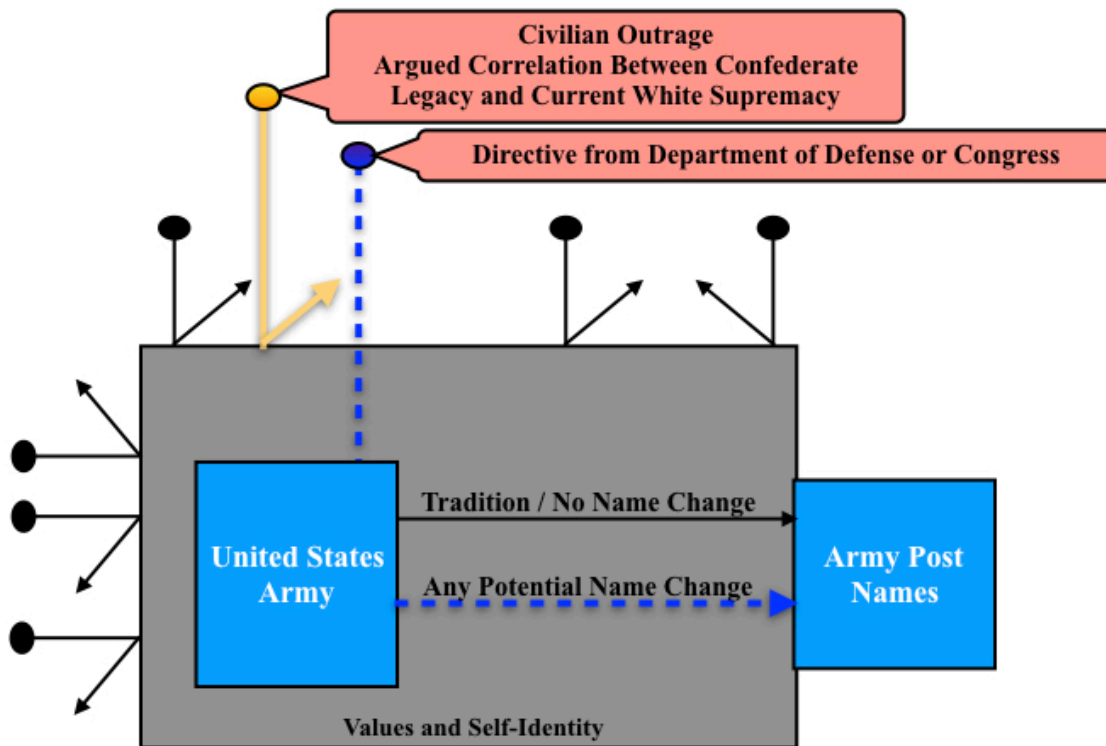 Civilian Outrage
Argued Correlation Between Confederate
Legacy and Current White Supremacy
Directive from Department of Defense or Congress
Tradition / No Name Change
United States
Army
Any Potential Name Change
Army Post
Names
Values and Self-Identity